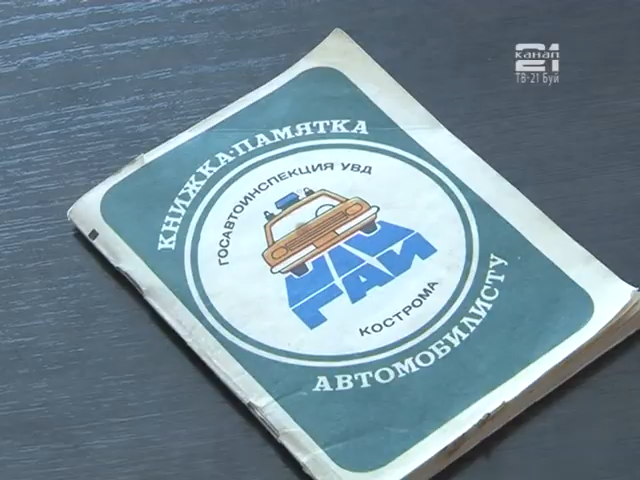 21
канал
ТВ-21 Буй
КНИЖКА-ПАМЯТКА
ГОСАВТОИНСПЕКЦИЯ УВД
ГАИ
КОСТРОМА
АВТОМОБИЛИСТУ